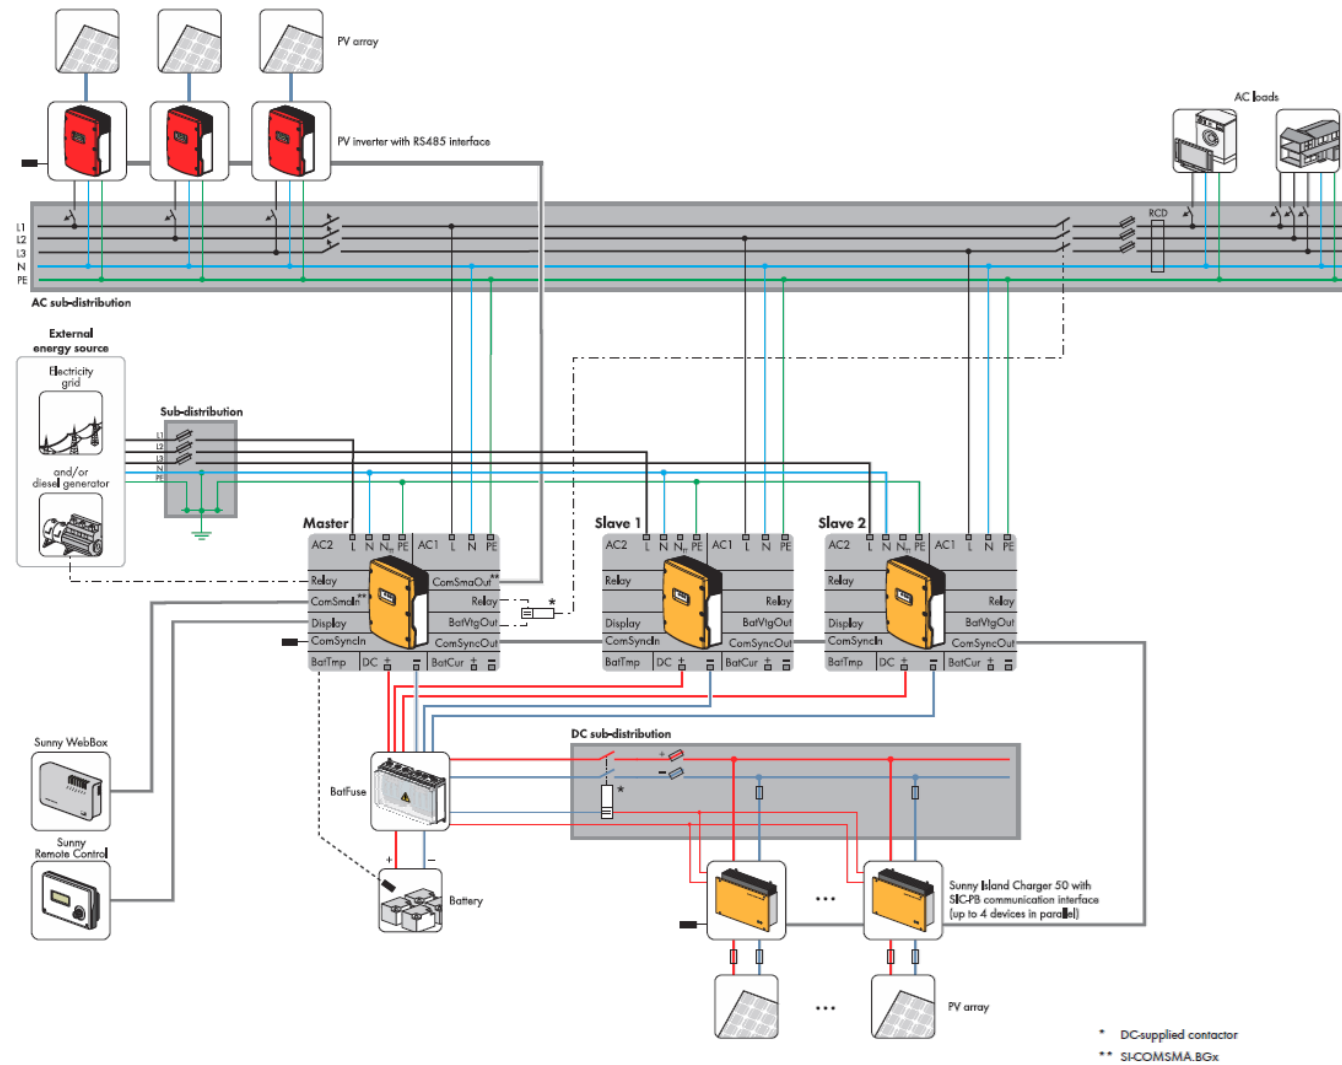 PV array
PV inverter with RS485 interface
AC loads
RCD
L1
L2
L3
N
PE
AC sub-distribution
External
energy source
Electricity
grid
and/or
diesel generator
Sub-distribution
L1
L2
L3
N
PE
Master
AC2 L N Ntt PE AC1 L N PE
Relay ComSmaOut**
ComSmaIn** Relay
Display BatVtgOut
ComSyncIn ComSyncOut
BatTmp DC + − BatCur + −
*
Slave 1
AC2 L N Ntt PE AC1 L N PE
Relay
Relay
Display BatVtgOut
ComSyncIn ComSyncOut
BatTmp DC + − BatCur + −
Slave 2
AC2 L N Ntt PE AC1 L N PE
Relay
Relay
Display BatVtgOut
ComSyncIn ComSyncOut
BatTmp DC + − BatCur + −
Sunny WebBox
Sunny
Remote Control
BatFuse
+ −
Battery
DC sub-distribution
+
−
*
Sunny Island Charger 50 with
SIC-PB communication interface
(up to 4 devices in parallel)
...
...
PV array
* DC-supplied contactor
** SI-COMSMA.BGx